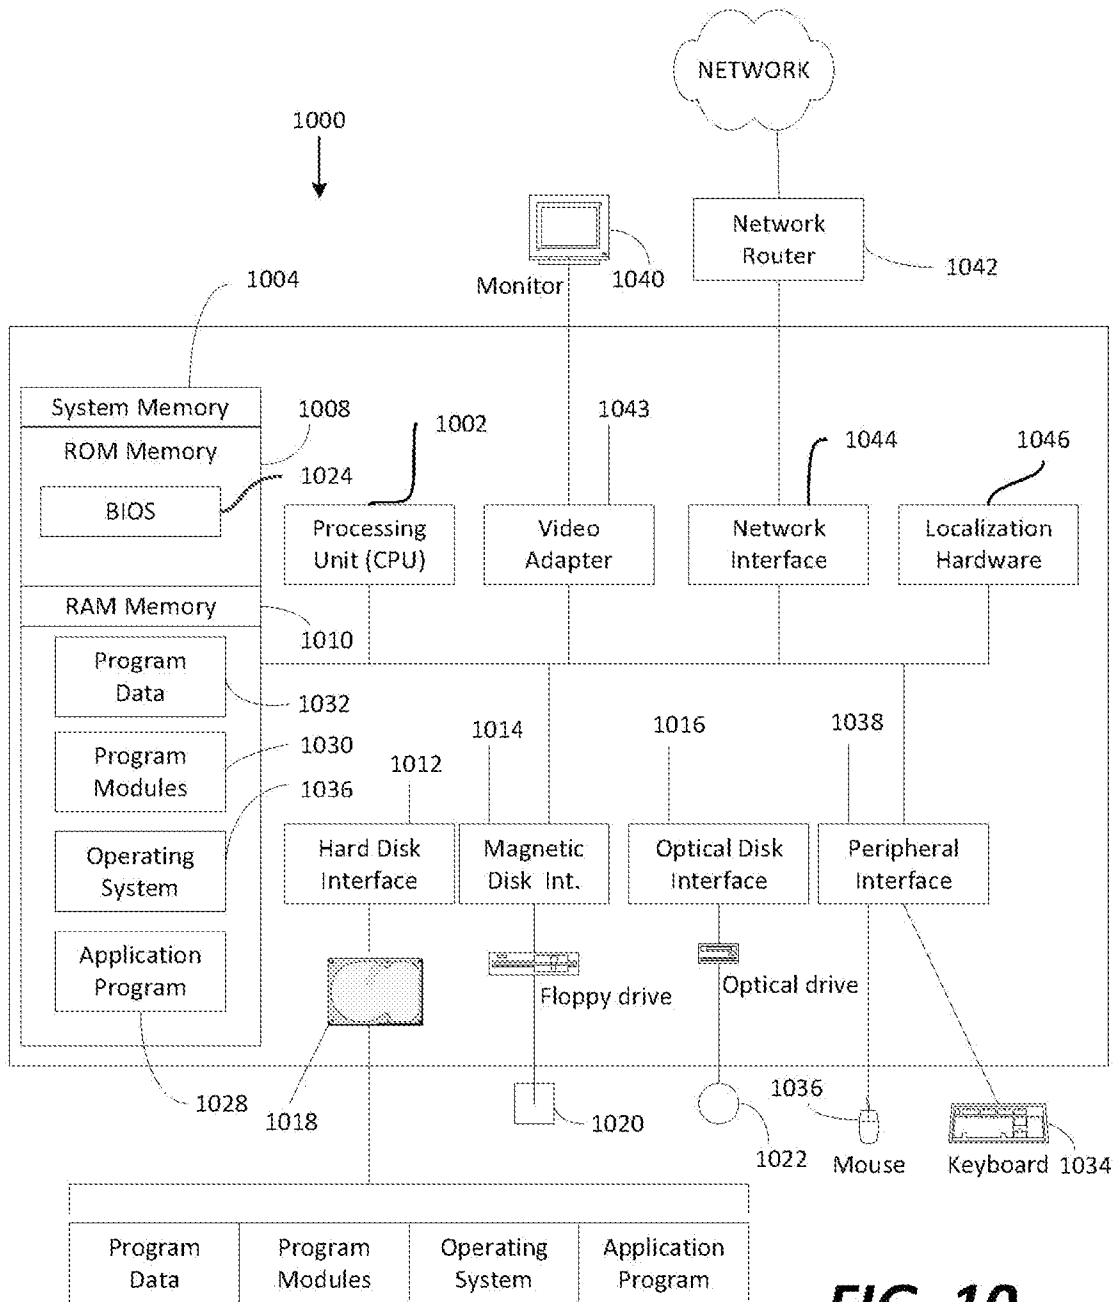 NETWORK
1000
Network
Router
1042
1040
Monitor
1004
System Memory
1008
ROM Memory
1024
BIOS
1002
1043
1044
1046
Processing
Unit (CPU)
Video
Adapter
Network
Interface
Localization
Hardware
RAM Memory
1010
Program
Data
1032
Program
Modules
1030
1036
Operating
System
Application
Program
1028
1012
1014
1016
1038
Hard Disk
Interface
Magnetic
Disk Int.
Optical Disk
Interface
Peripheral
Interface
Floppy drive
Optical drive
1018
1020
1022
1036
Mouse
Keyboard
1034
Program
Data
Program
Modules
Operating
System
Application
Program
FIG. 10